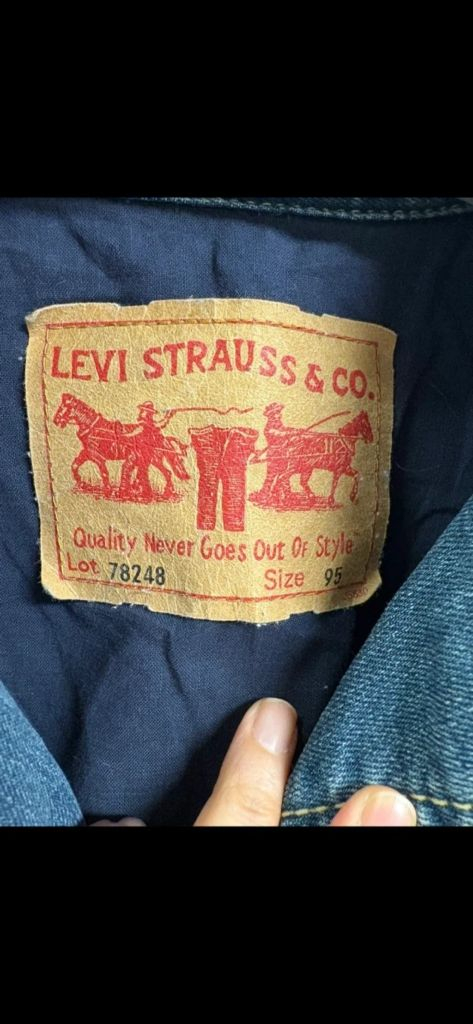 LEVI STRAUSS & CO.
Quality Never Goes Out Of Style
Lot 78248 Size 95